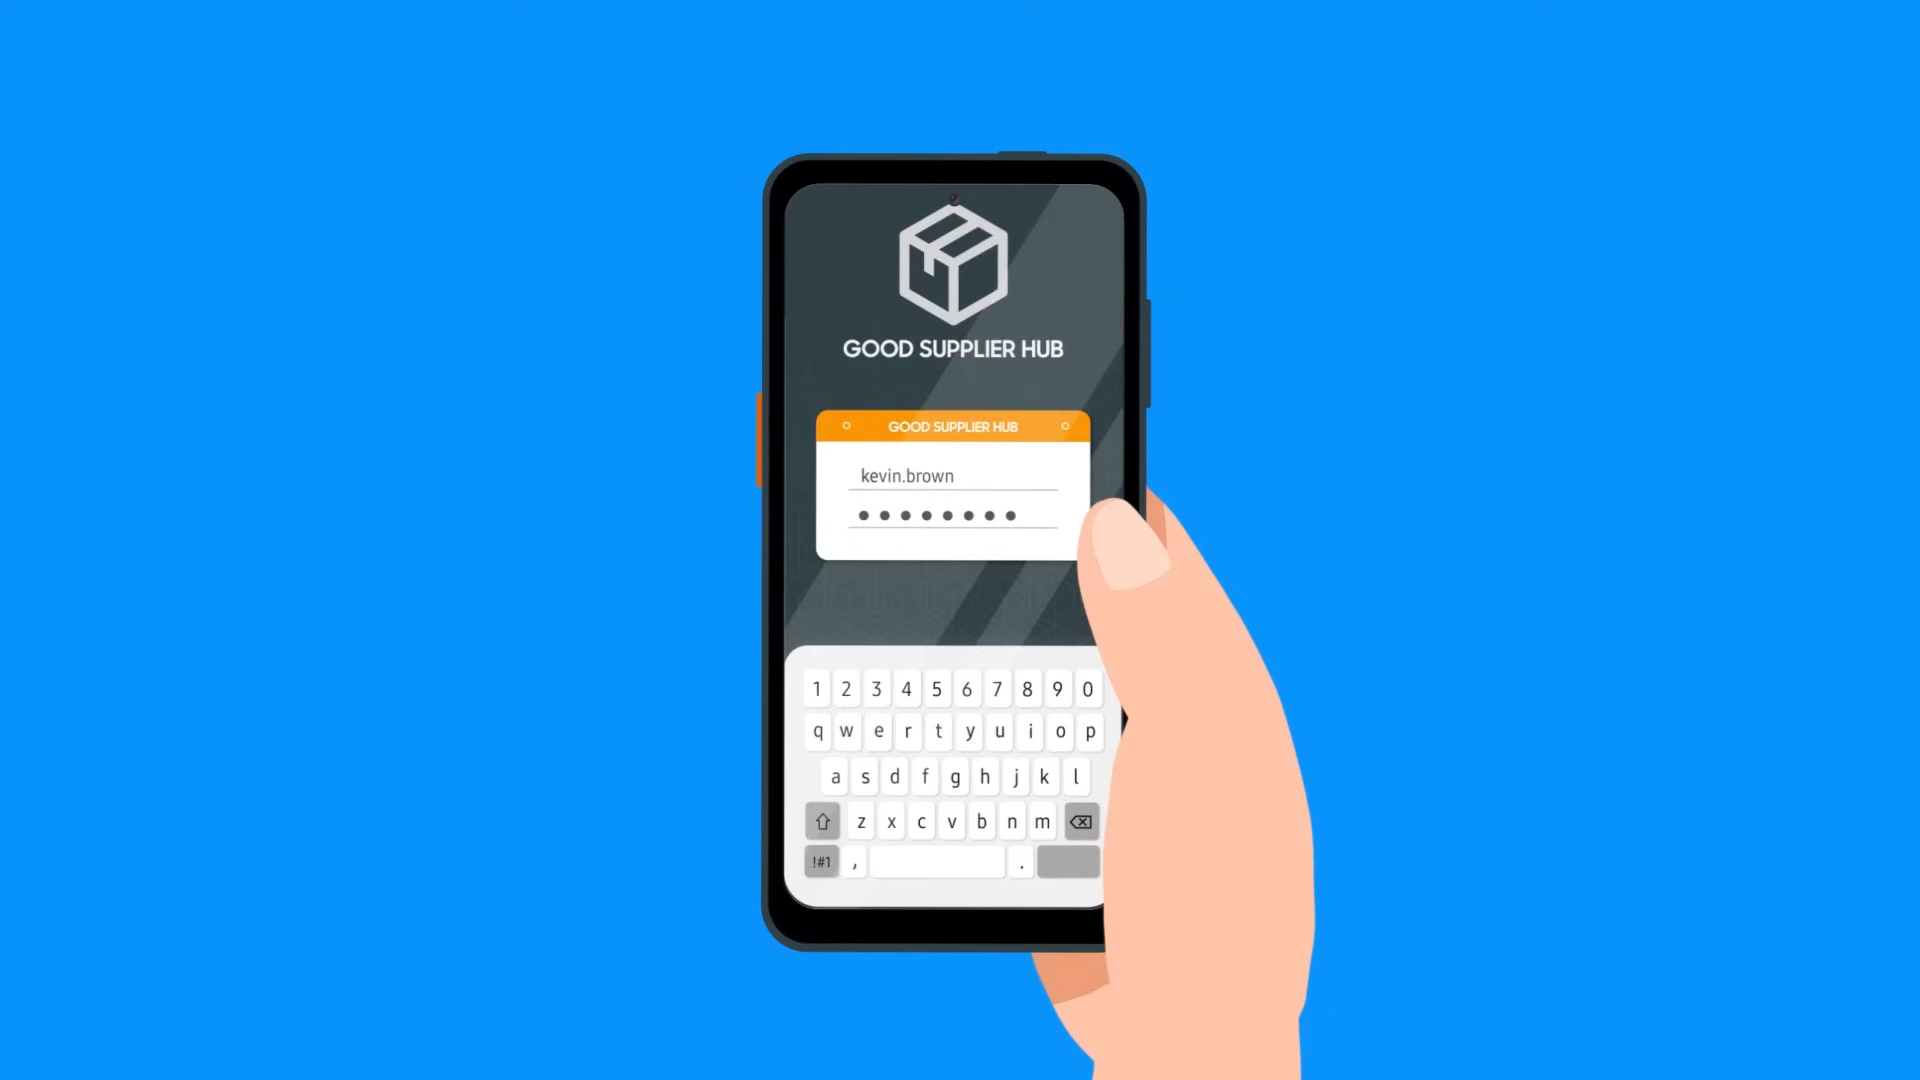 GOOD SUPPLIER HUB
GOOD SUPPLIER HUB
kevin.brown
1 2 3 4 5 6 7 8 9 0
q w e r t y u i o p
a s d f g h j k l
z x c v b n m
!#1 , .